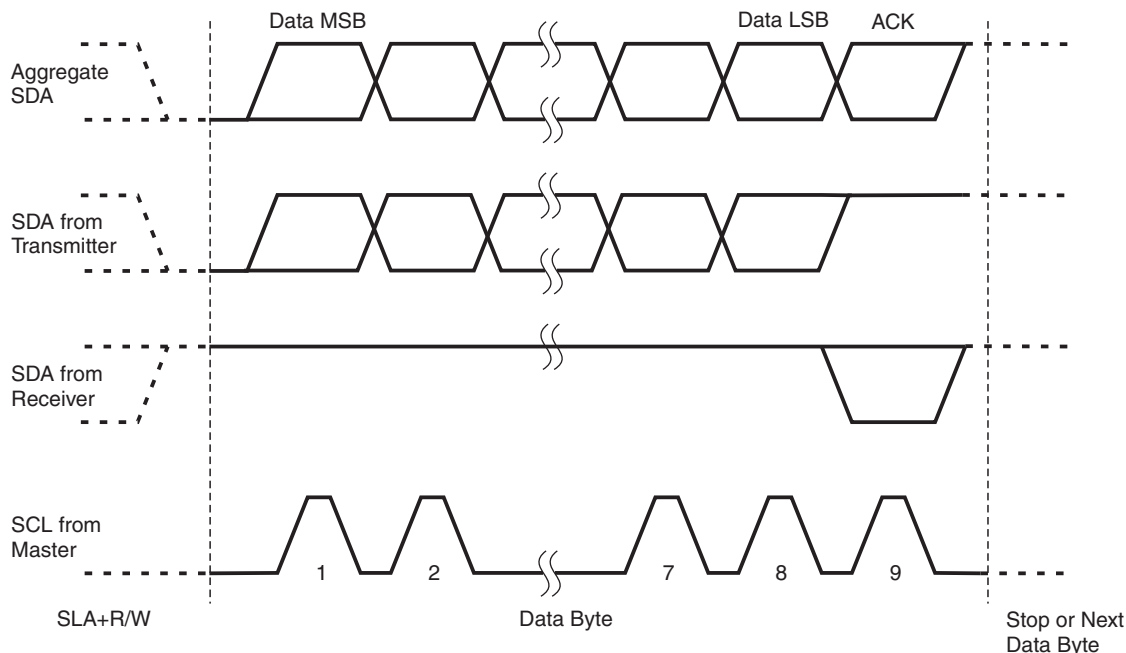 Data MSB
Data LSB
ACK
Aggregate
SDA
SDA from
Transmitter
SDA from
Receiver
SCL from
Master
1
2
7
8
9
SLA+R/W
Data Byte
Stop or Next
Data Byte